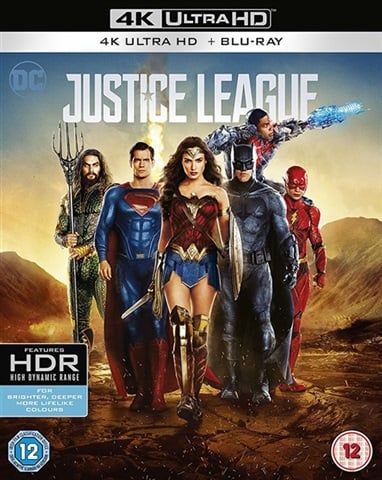 4K ULTRA HD
4K ULTRA HD + BLU-RAY
DC
JUSTICE LEAGUE
FEATURES
HDR
HIGH DYNAMIC RANGE
FOR
BRIGHTER, DEEPER
MORE LIFELIKE
COLOURS
12
12